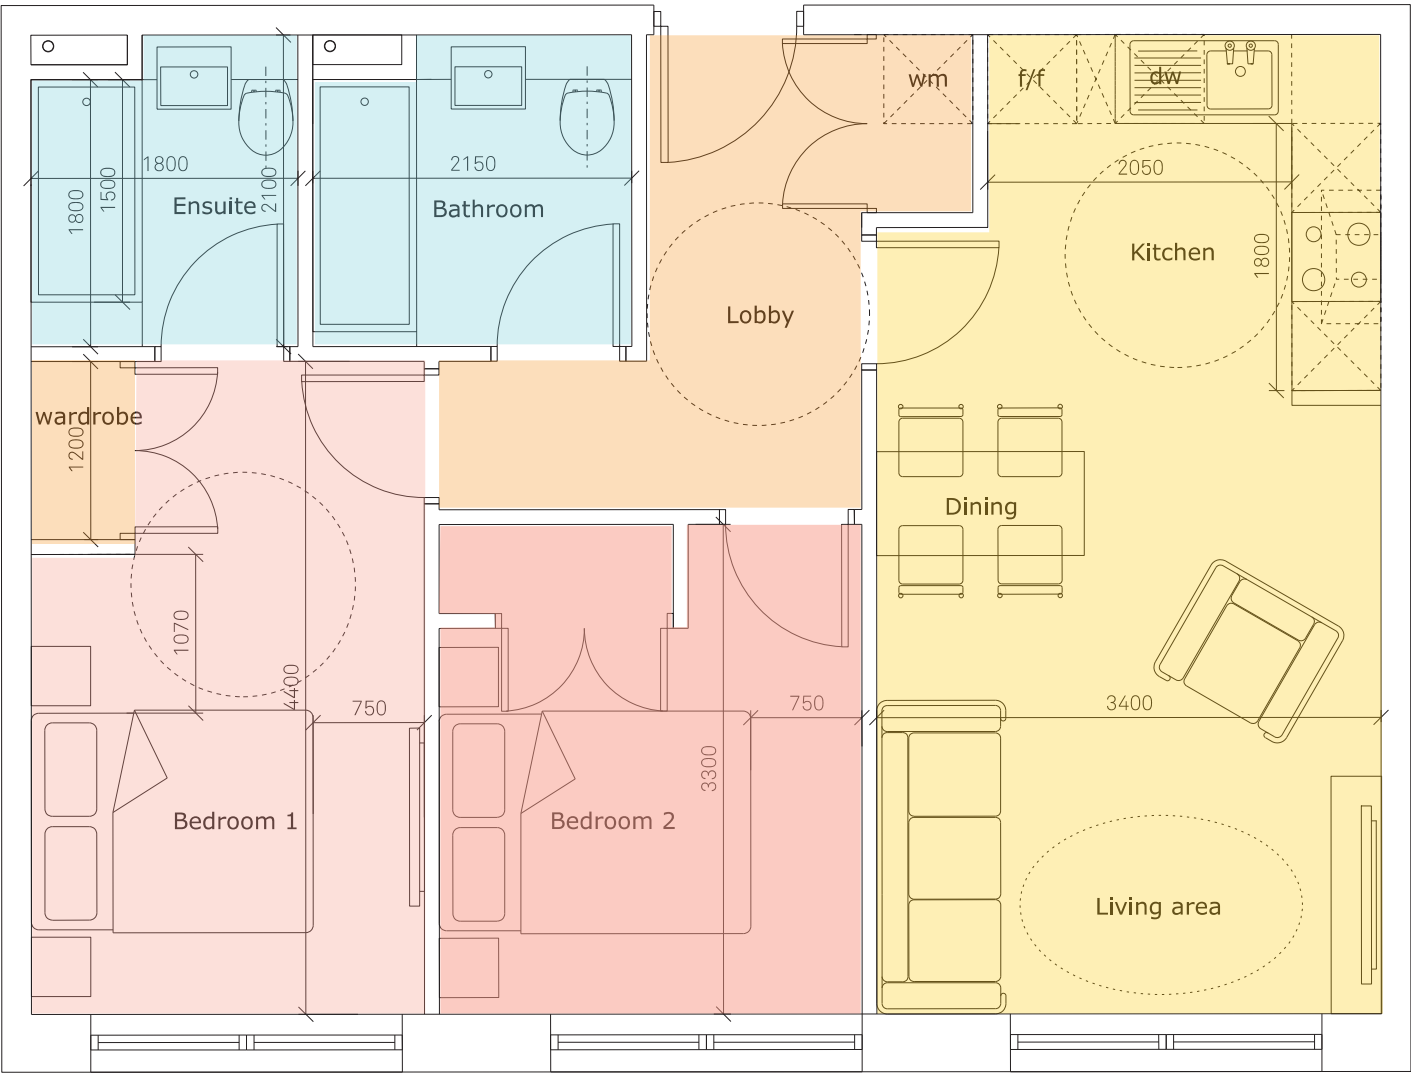 wm
f/f
dw
1800
2150
2050
1500
1800
2100
Ensuite
Bathroom
Kitchen
1800
Lobby
wardrobe
1200
Dining
1070
4400
750
750
3400
3300
Bedroom 1
Bedroom 2
Living area